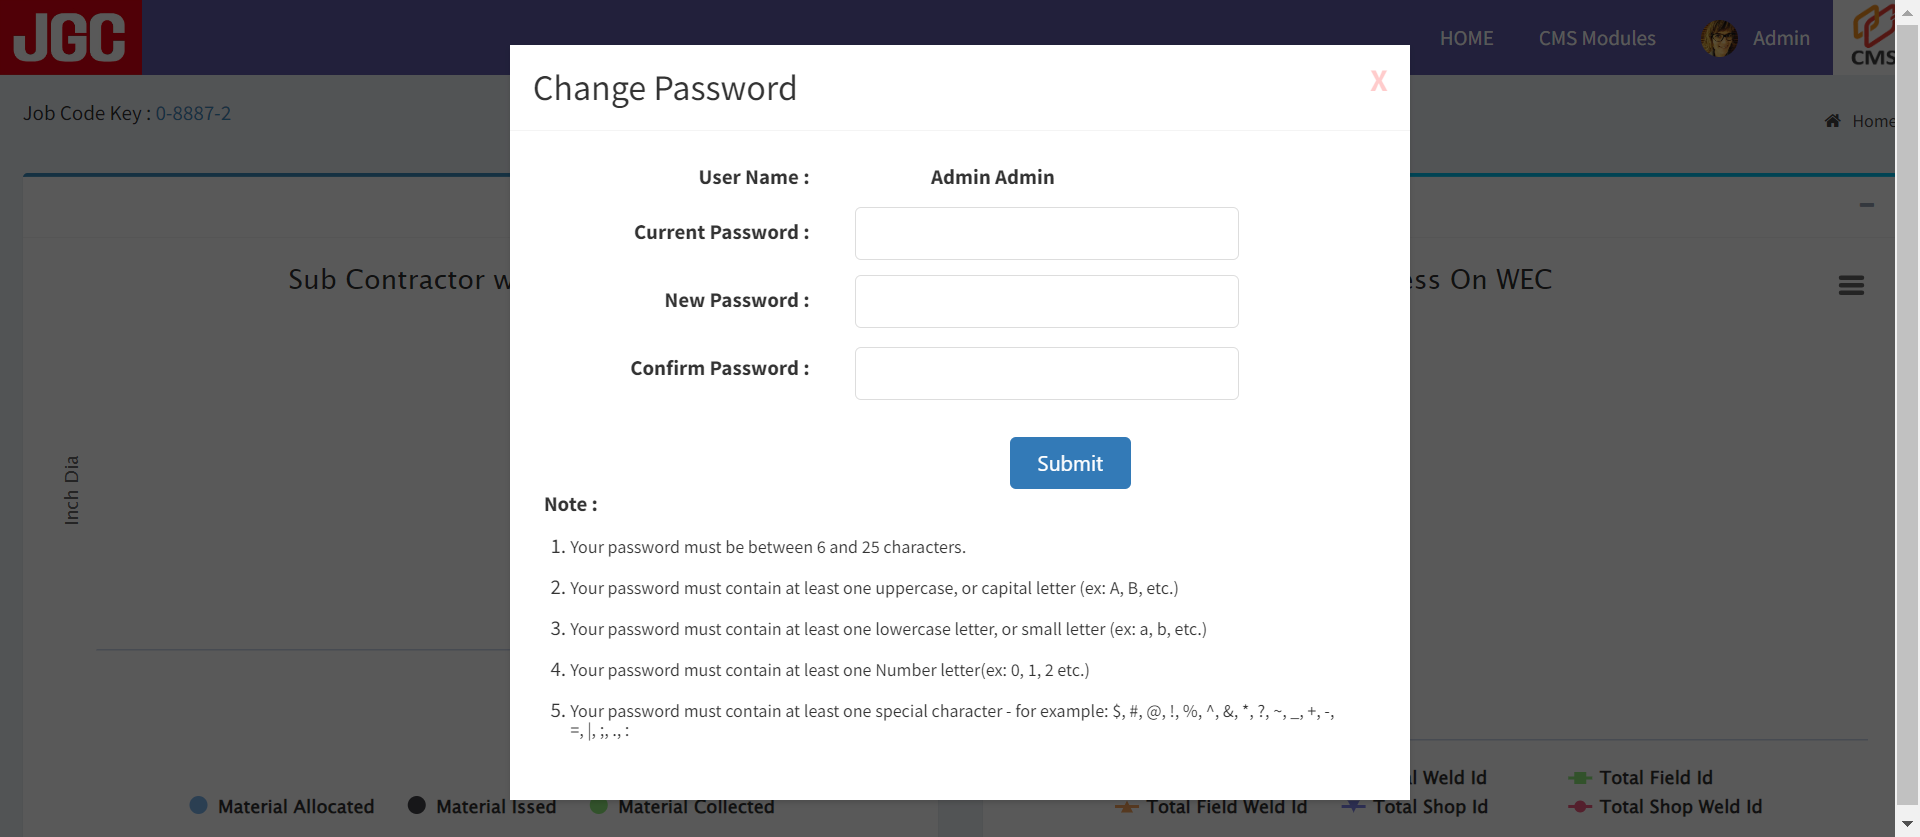 JGC
HOME
CMS Modules
Admin
CMS
Job Code Key : 0-8887-2
Home
Change Password
X
User Name :
Admin Admin
Current Password :
New Password :
Confirm Password :
Submit
Note :
1. Your password must be between 6 and 25 characters.
2. Your password must contain at least one uppercase, or capital letter (ex: A, B, etc.)
3. Your password must contain at least one lowercase letter, or small letter (ex: a, b, etc.)
4. Your password must contain at least one Number letter(ex: 0, 1, 2 etc.)
5. Your password must contain at least one special character - for example: $, #, @, !, %, ^, &, *, ?, ~, _, +, -,
=, |, ;, ., :
Sub Contractor
On WEC
Inch Dia
Material Allocated
Material Issed
Material Collected
Weld Id
Total Field Id
Total Field Weld Id
Total Shop Id
Total Shop Weld Id